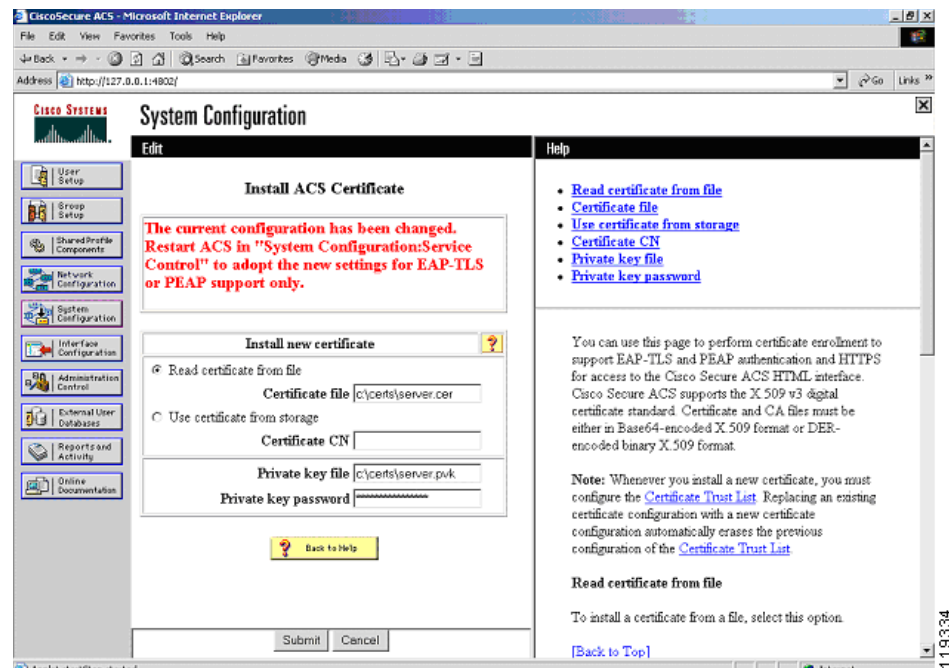 CiscoSecure ACS - Microsoft Internet Explorer
File Edit View Favorites Tools Help
Back Search Favorites Media
Address http://127.0.0.1:4802/ Go Links »
CISCO SYSTEMS
System Configuration
Edit
User Setup
Group Setup
Shared Profile Components
Network Configuration
System Configuration
Interface Configuration
Administration Control
External User Databases
Reports and Activity
Online Documentation
Install ACS Certificate
The current configuration has been changed.
Restart ACS in "System Configuration:Service
Control" to adopt the new settings for EAP-TLS
or PEAP support only.
Install new certificate ?
Read certificate from file
Certificate file c:\certs\server.cer
Use certificate from storage
Certificate CN
Private key file c:\certs\server.pvk
Private key password
? Back to Help
Submit Cancel
Help
Read certificate from file
Certificate file
Use certificate from storage
Certificate CN
Private key file
Private key password
You can use this page to perform certificate enrollment to
support EAP-TLS and PEAP authentication and HTTPS
for access to the Cisco Secure ACS HTML interface.
Cisco Secure ACS supports the X.509 v3 digital
certificate standard. Certificate and CA files must be
either in Base64-encoded X.509 format or DER-
encoded binary X.509 format.
Note: Whenever you install a new certificate, you must
configure the Certificate Trust List. Replacing an existing
certificate configuration with a new certificate
configuration automatically erases the previous
configuration of the Certificate Trust List.
Read certificate from file
To install a certificate from a file, select this option.
[Back to Top]
119334